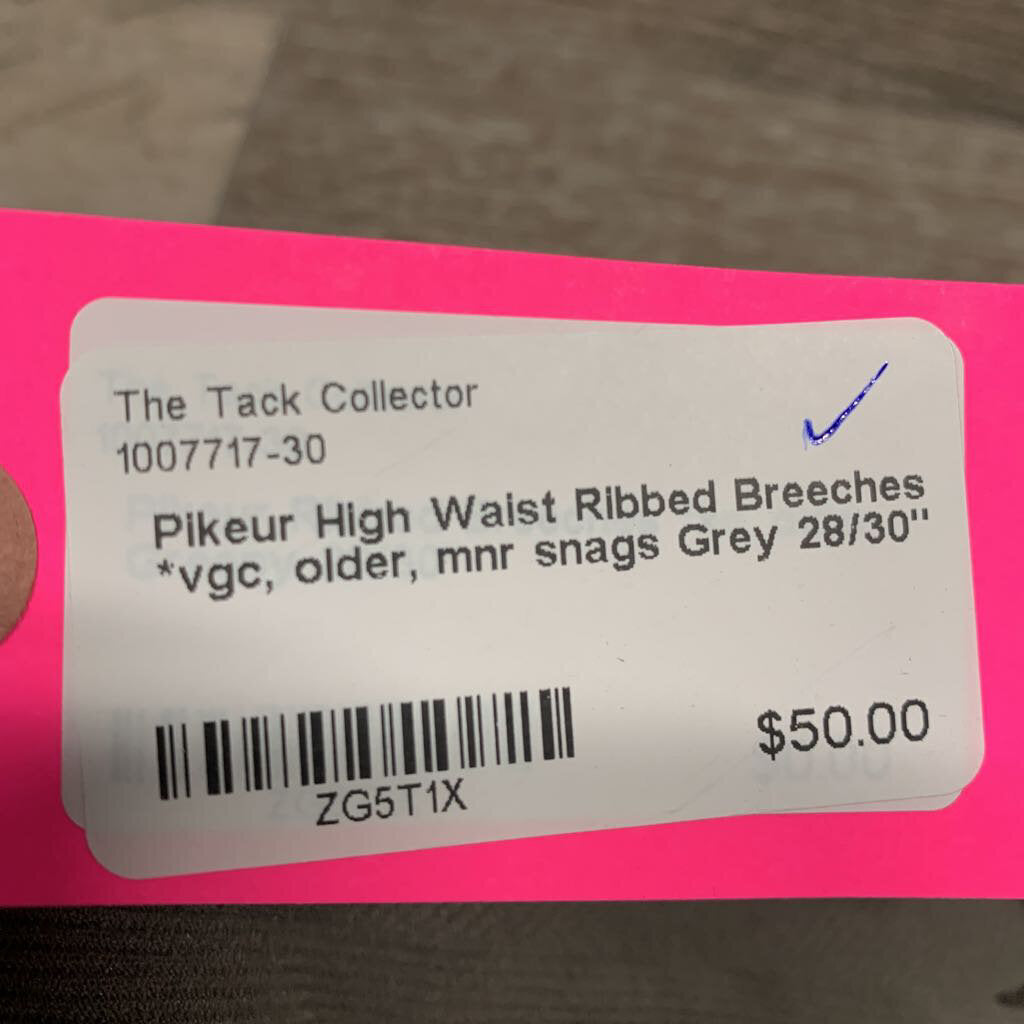 The Tack Collector
1007717-30
Pikeur High Waist Ribbed Breeches
*vgc, older, mnr snags Grey 28/30"
$50.00
ZG5T1X